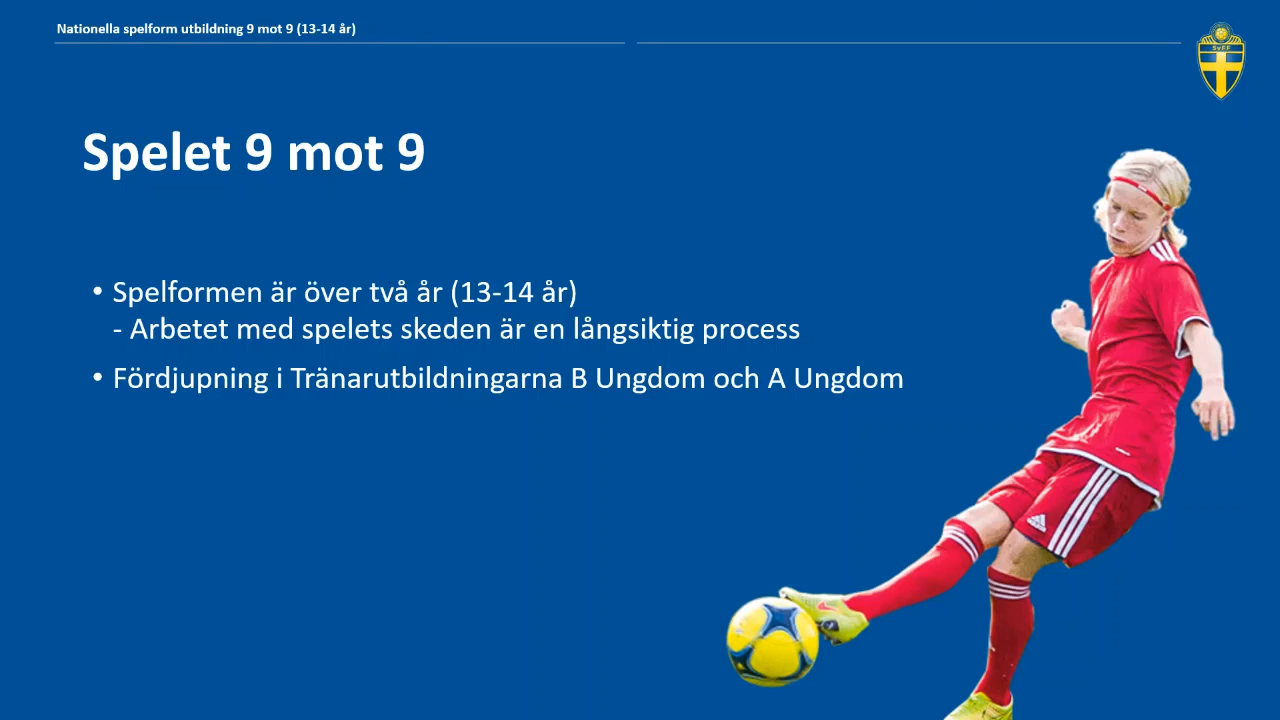 Nationella spelform utbildning 9 mot 9 (13-14 år)
SvFF
Spelet 9 mot 9
• Spelformen är över två år (13-14 år)
- Arbetet med spelets skeden är en långsiktig process
• Fördjupning i Tränarutbildningarna B Ungdom och A Ungdom